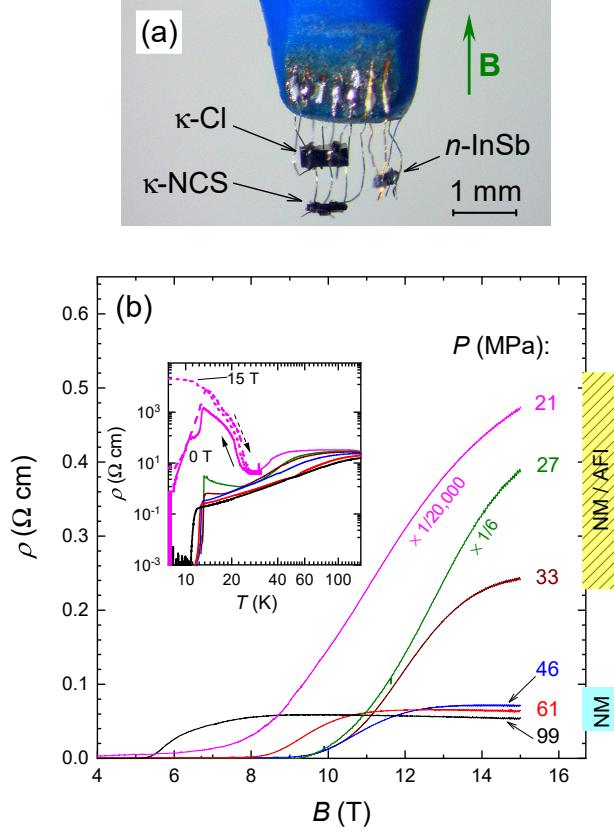 (a)
B
κ-Cl
n-InSb
κ-NCS
1 mm
(b)
P (MPa):
0.6
0.5
0.4
0.3
0.2
0.1
0.0
ρ (Ω cm)
4
6
8
10
12
14
16
B (T)
21
27
33
46
61
99
× 1/20,000
× 1/6
NM / AFI
NM
15 T
0 T
10³
10¹
10⁻¹
10⁻³
ρ (Ω cm)
10
20
40
60
100
T (K)